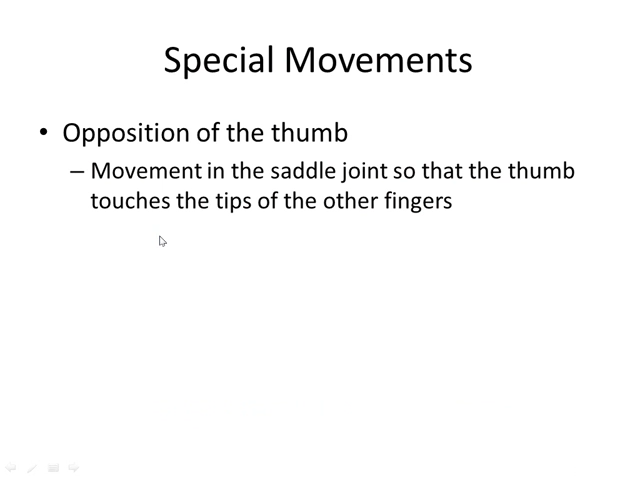 Special Movements
• Opposition of the thumb
– Movement in the saddle joint so that the thumb
touches the tips of the other fingers